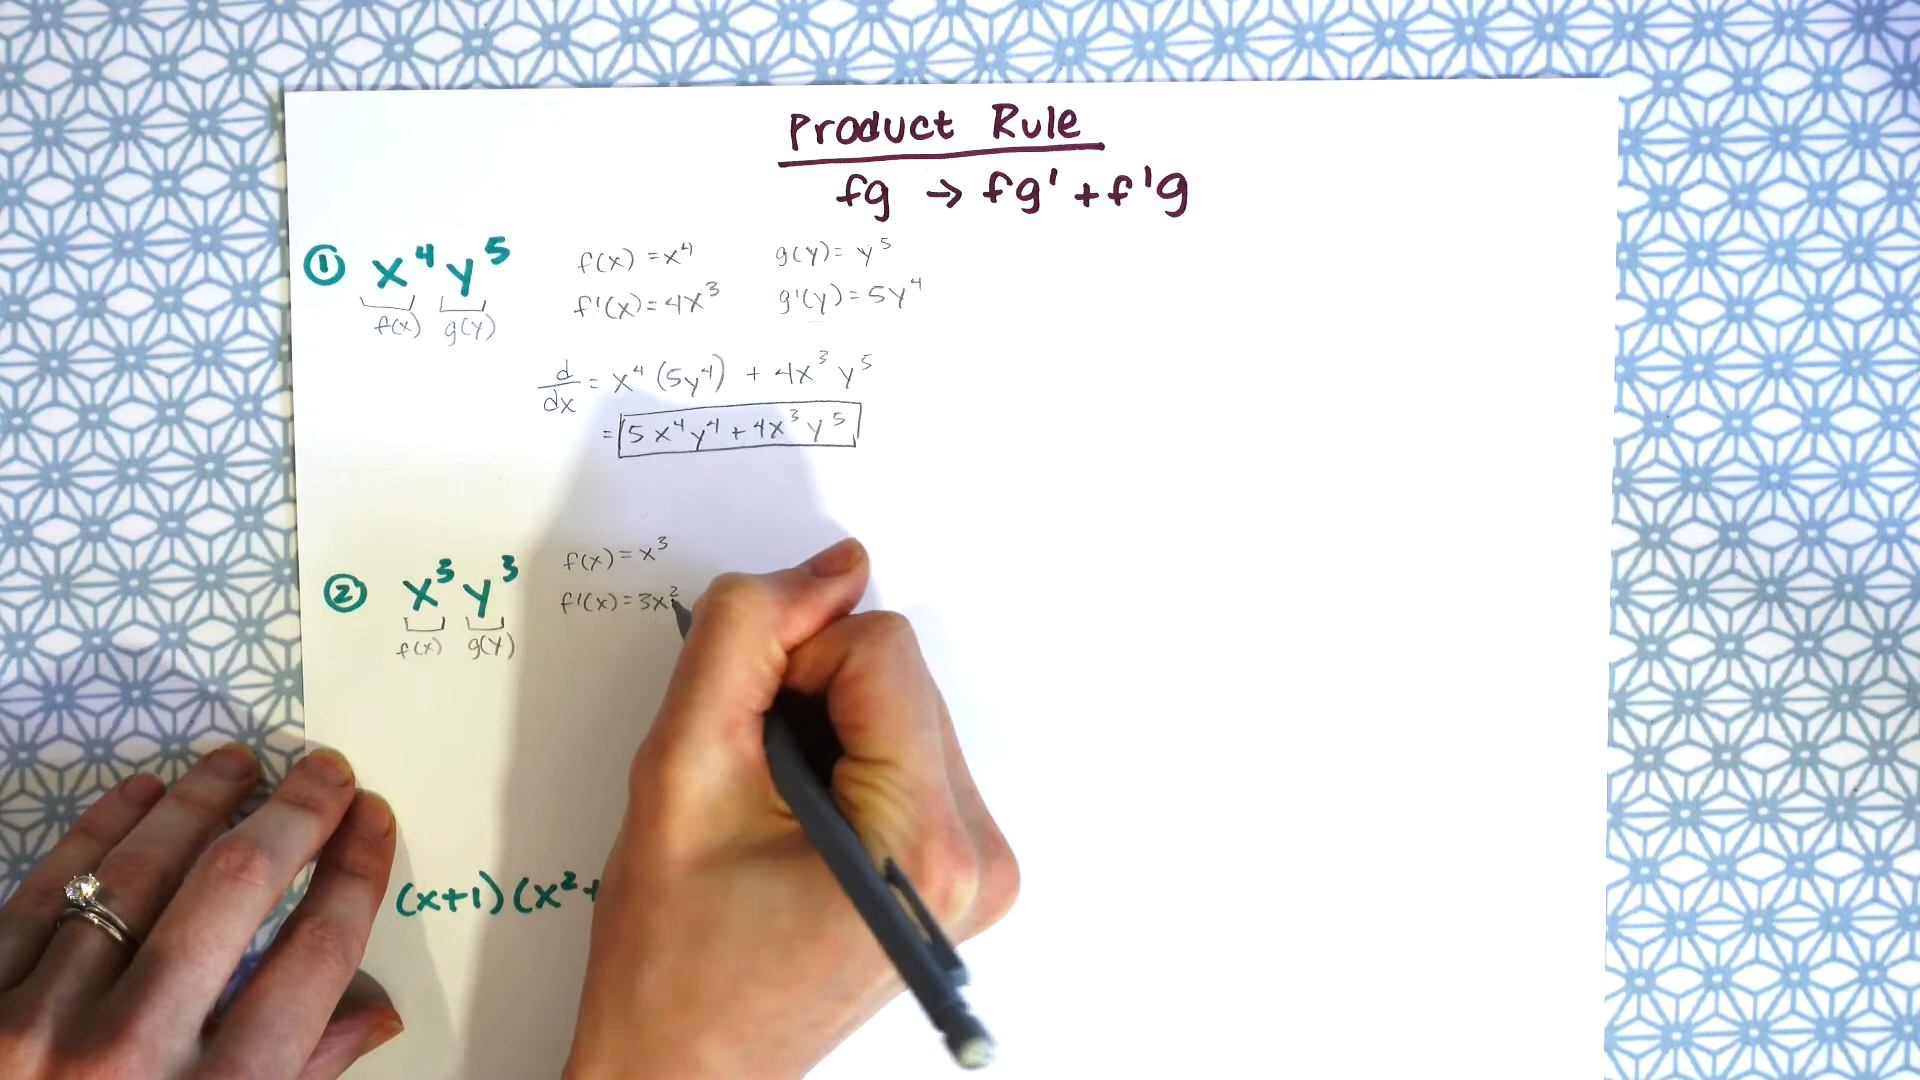 Product Rule
fg → fg' + f'g
① x⁴y⁵
f(x) g(y)
f(x) = x⁴
g(y) = y⁵
f'(x) = 4x³
g'(y) = 5y⁴
d/dx = x⁴(5y⁴) + 4x³y⁵
= 5x⁴y⁴ + 4x³y⁵
② x³y³
f(x) g(y)
f(x) = x³
f'(x) = 3x²
(x+1)(x²+